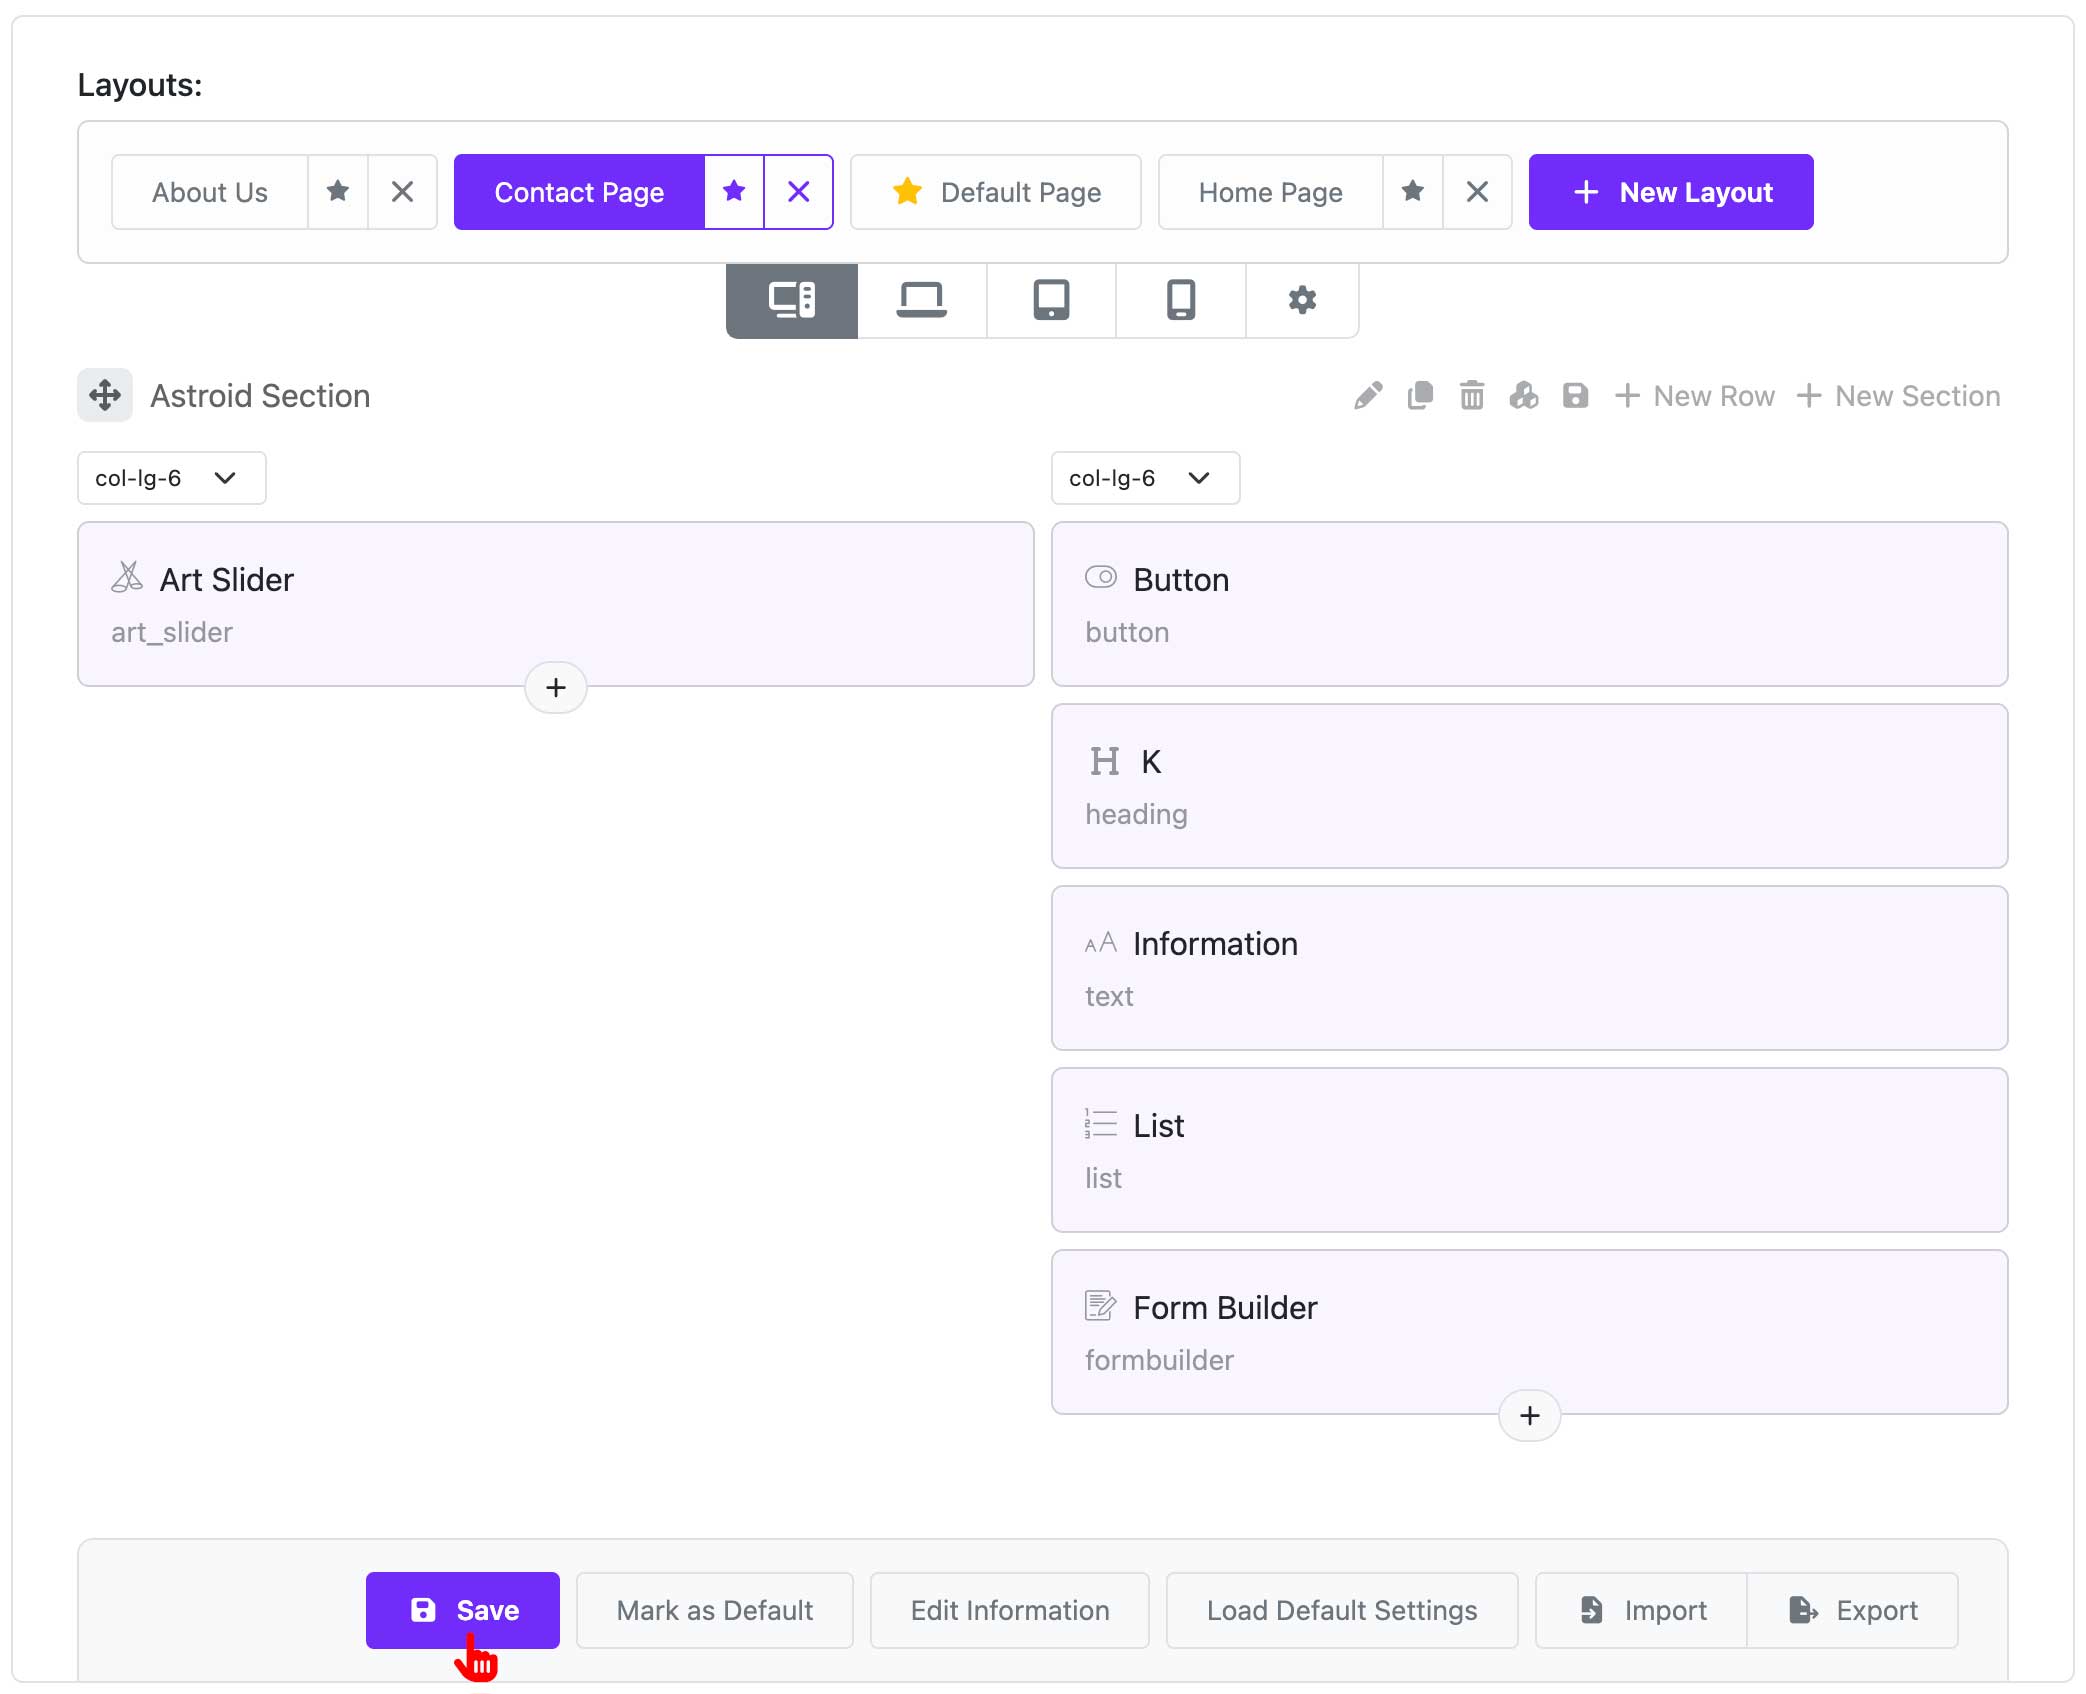 Layouts:
About Us
Contact Page
Default Page
Home Page
New Layout
Astroid Section
New Row
New Section
col-lg-6
col-lg-6
Art Slider
art_slider
Button
button
K
heading
Information
text
List
list
Form Builder
formbuilder
Save
Mark as Default
Edit Information
Load Default Settings
Import
Export